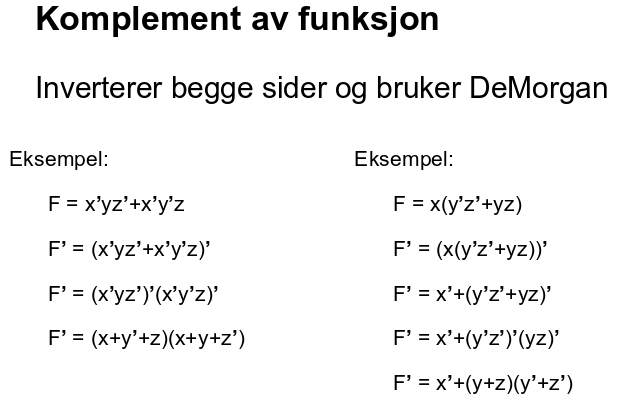 Komplement av funksjon
Inverterer begge sider og bruker DeMorgan
Eksempel:
F = x’yz’+x’y’z
F’ = (x’yz’+x’y’z)’
F’ = (x’yz’)’(x’y’z)’
F’ = (x+y’+z)(x+y+z’)
Eksempel:
F = x(y’z’+yz)
F’ = (x(y’z’+yz))’
F’ = x’+(y’z’+yz)’
F’ = x’+(y’z’)’(yz)’
F’ = x’+(y+z)(y’+z’)